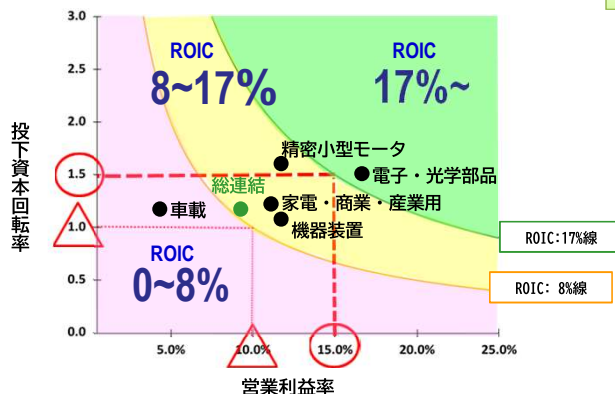 3.0
2.5
2.0
1.5
1.0
0.5
0.0
投下資本回転率
ROIC
8~17%
ROIC
17%~
精密小型モータ
電子・光学部品
総連結
家電・商業・産業用
車載
機器装置
ROIC
0~8%
ROIC:17%線
ROIC: 8%線
5.0%
10.0%
15.0%
20.0%
25.0%
営業利益率